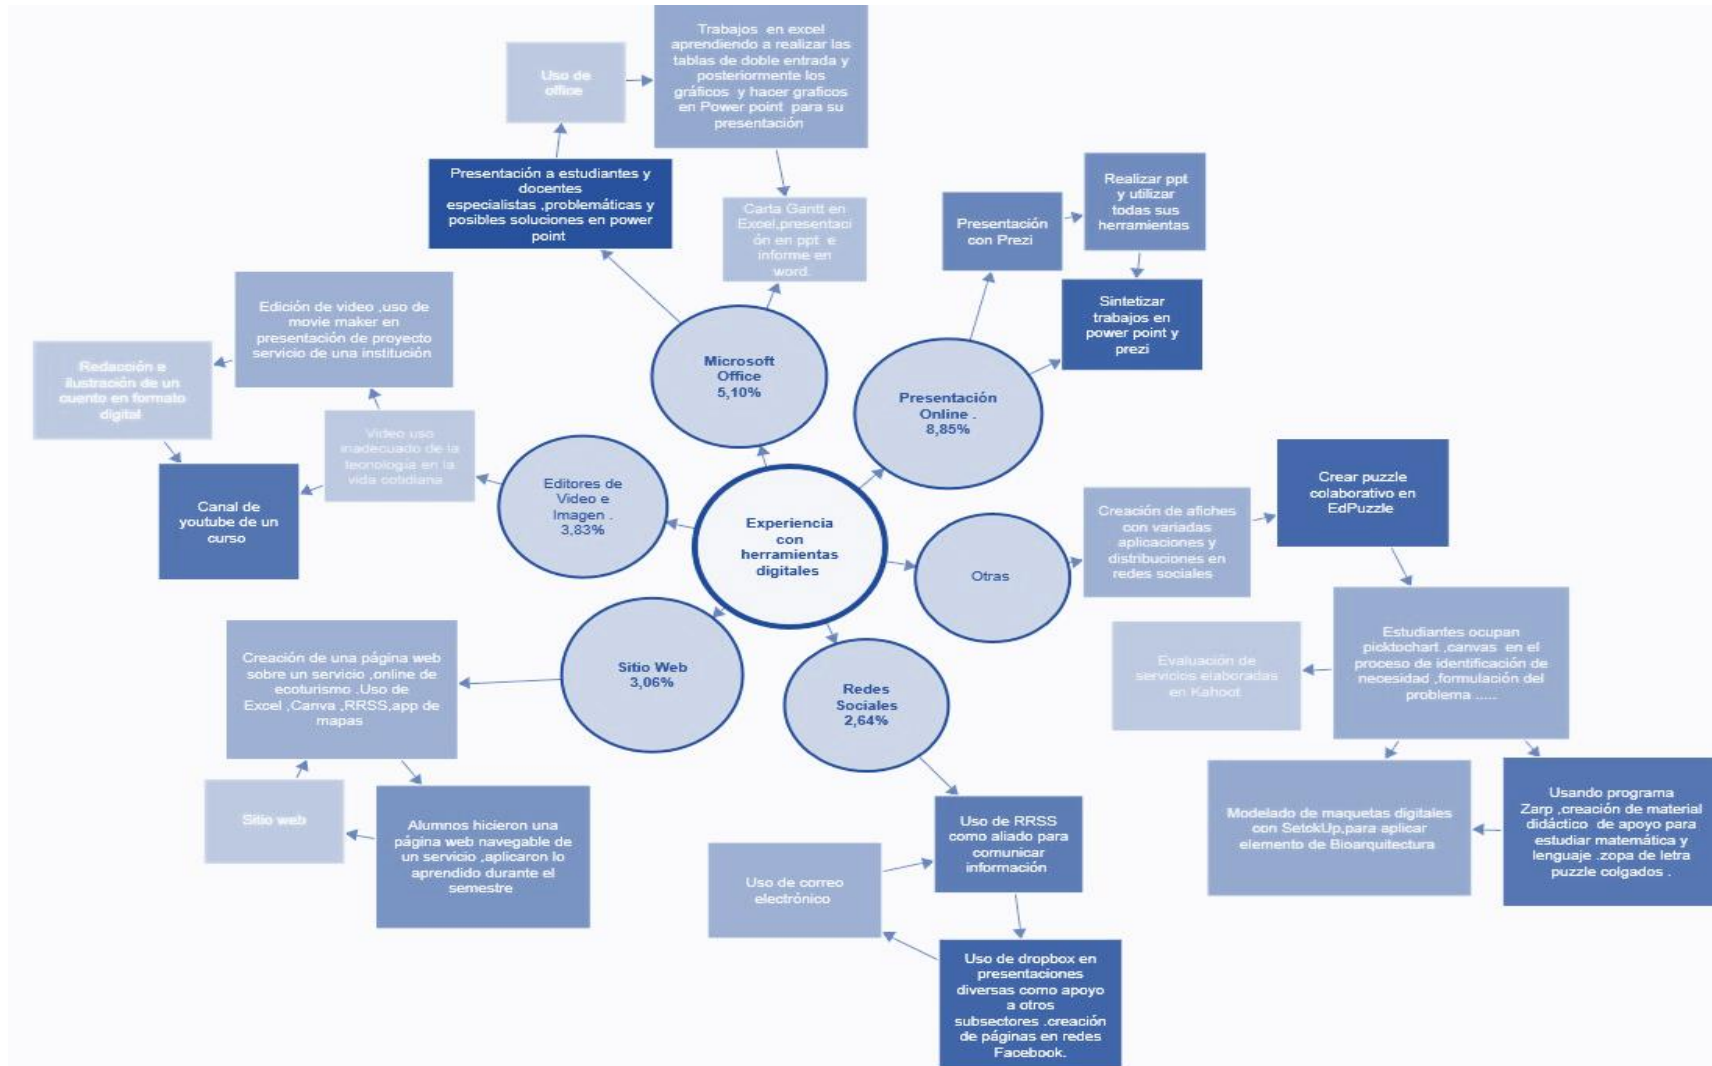 Trabajos en excel
aprendiendo a realizar las
tablas de doble entrada y
posteriormente los
gráficos y hacer graficos
en Power point para su
presentación
Uso de
office
Presentación a estudiantes y
docentes
especialistas ,problemáticas y
posibles soluciones en power
point
Carta Gantt en
Excel,presentaci
ón en ppt e
informe en
word.
Presentación
con Prezi
Realizar ppt
y utilizar
todas sus
herramientas
Sintetizar
trabajos en
power point y
prezi
Edición de video ,uso de
movie maker en
presentación de proyecto
servicio de una institución
Redacción e
ilustración de un
cuento en formato
digital
Video uso
inadecuado de la
tecnología en la
vida cotidiana
Canal de
youtube de un
curso
Microsoft
Office
5,10%
Presentación
Online .
8,85%
Editores de
Video e
Imagen .
3,83%
Experiencia
con
herramientas
digitales
Otras
Creación de afiches
con variadas
aplicaciones y
distribuciones en
redes sociales
Crear puzzle
colaborativo en
EdPuzzle
Estudiantes ocupan
picktochart ,canvas en el
proceso de identificación de
necesidad ,formulación del
problema .....
Evaluación de
servicios elaboradas
en Kahoot
Modelado de maquetas digitales
con SetckUp,para aplicar
elemento de Bioarquitectura
Usando programa
Zarp ,creación de material
didáctico de apoyo para
estudiar matemática y
lenguaje .zopa de letra
puzzle colgados .
Sitio Web
3,06%
Redes
Sociales
2,64%
Creación de una página web
sobre un servicio ,online de
ecoturismo .Uso de
Excel ,Canva ,RRSS,app de
mapas
Sitio web
Alumnos hicieron una
página web navegable de
un servicio ,aplicaron lo
aprendido durante el
semestre
Uso de RRSS
como aliado para
comunicar
información
Uso de correo
electrónico
Uso de dropbox en
presentaciones
diversas como apoyo
a otros
subsectores .creación
de páginas en redes
Facebook.